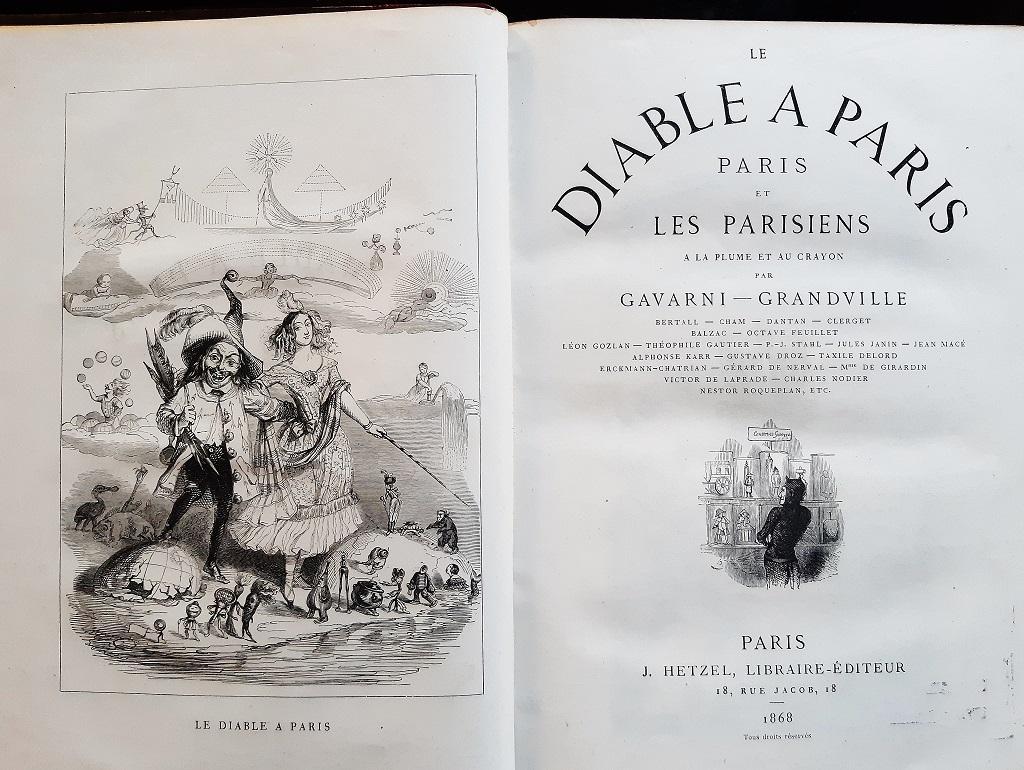 LE DIABLE A PARIS
LE
DIABLE A PARIS
PARIS
ET
LES PARISIENS
A LA PLUME ET AU CRAYON
PAR
GAVARNI — GRANDVILLE
BERTALL — CHAM — DANTAN — CLERGET
BALZAC — OCTAVE FEUILLET
LÉON GOZLAN — THÉOPHILE GAUTIER — P.-J. STAHL — JULES JANIN — JEAN MACÉ
ALPHONSE KARR — GUSTAVE DROZ — TAXILE DELORD
ERCKMANN-CHATRIAN — GÉRARD DE NERVAL — Mme DE GIRARDIN
VICTOR DE LAPRADE — CHARLES NODIER
NESTOR ROQUEPLAN, ETC.
PARIS
J. HETZEL, LIBRAIRE-ÉDITEUR
18, RUE JACOB, 18
1868
Tous droits réservés